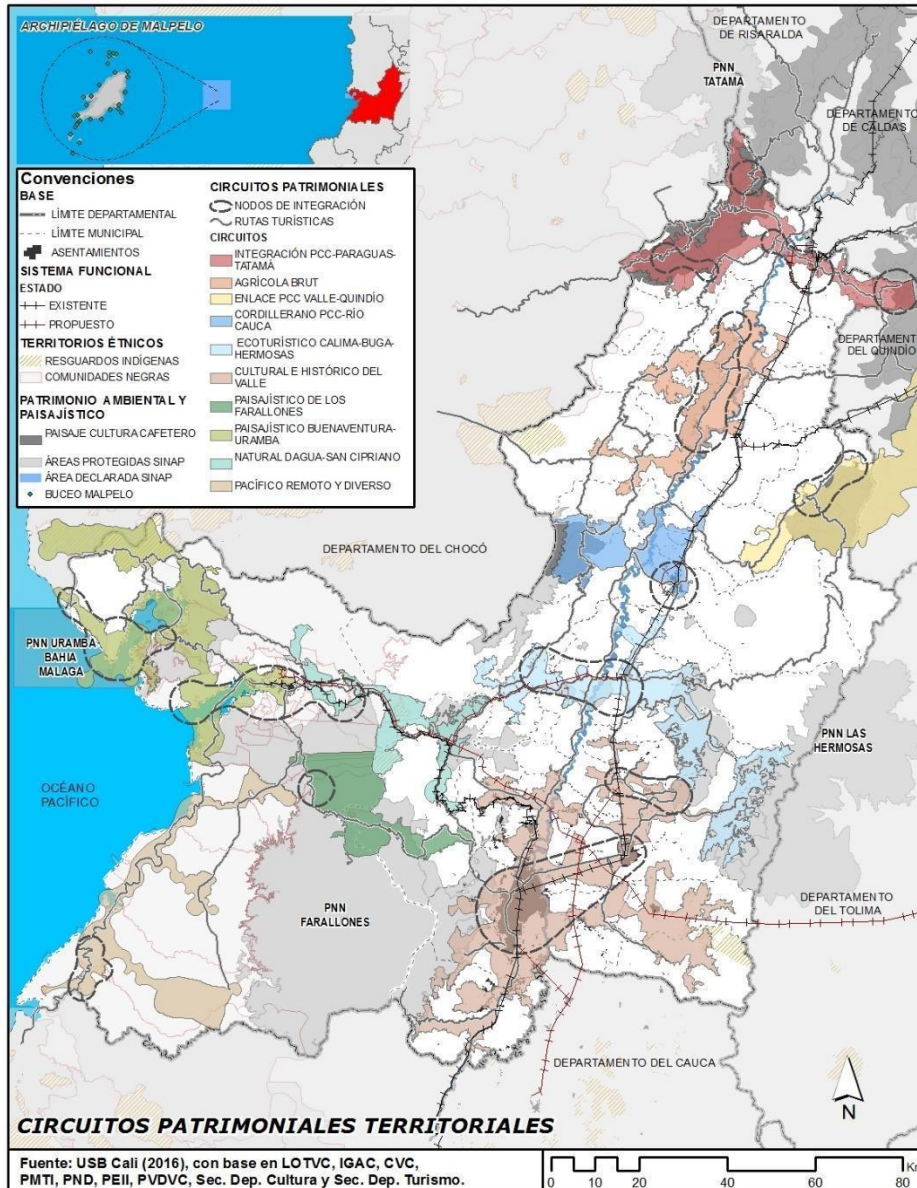 ARCHIPIÉLAGO DE MALPELO
DEPARTAMENTO
DE RISARALDA
PNN
TATAMÁ
DEPARTAMENTO
DE CALDAS
Convenciones
BASE
LÍMITE DEPARTAMENTAL
LÍMITE MUNICIPAL
ASENTAMIENTOS
SISTEMA FUNCIONAL
ESTADO
EXISTENTE
PROPUESTO
TERRITORIOS ÉTNICOS
RESGUARDOS INDÍGENAS
COMUNIDADES NEGRAS
PATRIMONIO AMBIENTAL Y
PAISAJÍSTICO
PAISAJE CULTURA CAFETERO
ÁREAS PROTEGIDAS SINAP
ÁREA DECLARADA SINAP
BUCEO MALPELO
CIRCUITOS PATRIMONIALES
NODOS DE INTEGRACIÓN
RUTAS TURÍSTICAS
CIRCUITOS
INTEGRACIÓN PCC-PARAGUAS-
TATAMÁ
AGRÍCOLA BRUT
ENLACE PCC VALLE-QUINDÍO
CORDILLERANO PCC-RÍO
CAUCA
ECOTURÍSTICO CALIMA-BUGA-
HERMOSAS
CULTURAL E HISTÓRICO DEL
VALLE
PAISAJÍSTICO DE LOS
FARALLONES
PAISAJÍSTICO BUENAVENTURA-
URAMBA
NATURAL DAGUA-SAN CIPRIANO
PACÍFICO REMOTO Y DIVERSO
DEPARTAMENTO
DEL QUINDÍO
DEPARTAMENTO DEL CHOCÓ
PNN URAMBA
BAHIA
MALAGA
PNN LAS
HERMOSAS
OCÉANO
PACÍFICO
PNN
FARALLONES
DEPARTAMENTO
DEL TOLIMA
DEPARTAMENTO DEL CAUCA
N
CIRCUITOS PATRIMONIALES TERRITORIALES
Fuente: USB Cali (2016), con base en LOTVC, IGAC, CVC,
PMTI, PND, PEII, PVDVC, Sec. Dep. Cultura y Sec. Dep. Turismo.
Km
0 10 20 40 60 80